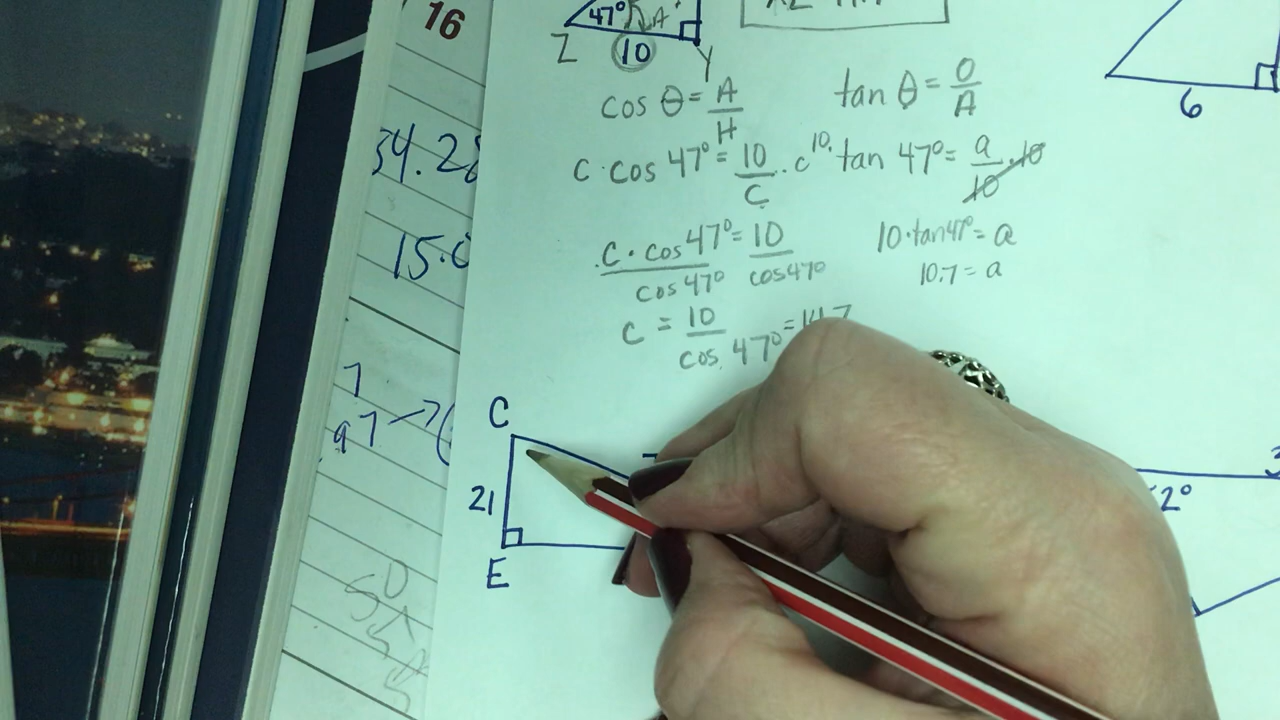 16
47° A
Z 10 Y
6
cos θ = A/H
tan θ = O/A
34.28
C · cos 47° = 10/C · c
10 · tan 47° = a/10 · 10
15.0
C · cos 47° = 10
cos 47° cos 47°
10 · tan 47° = a
10.7 = a
C = 10/cos 47° = 14.7
7
97 → 7(
C
21
2°
E